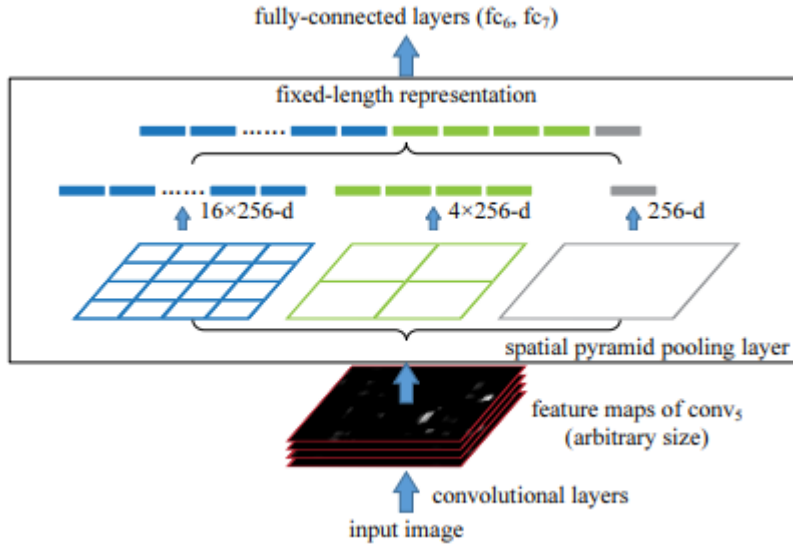 fully-connected layers (fc₆, fc₇)
fixed-length representation
......
......
16×256-d
4×256-d
256-d
spatial pyramid pooling layer
feature maps of conv₅
(arbitrary size)
convolutional layers
input image